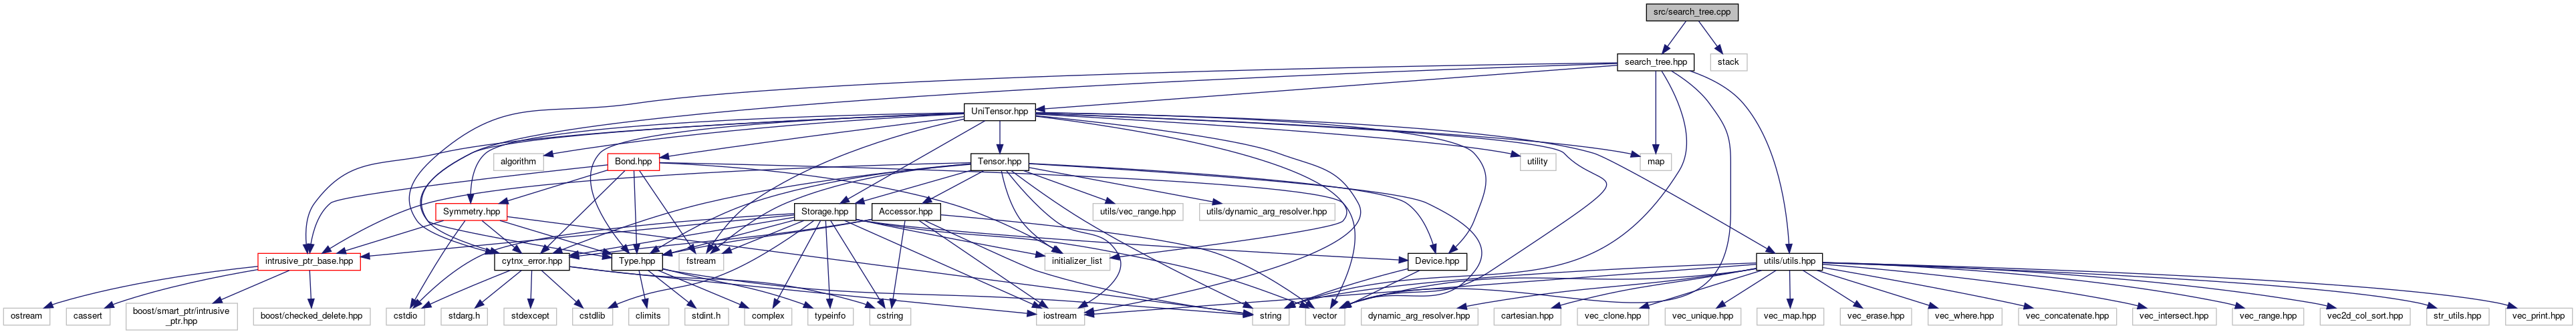 src/search_tree.cpp
search_tree.hpp
stack
UniTensor.hpp
algorithm
Bond.hpp
Tensor.hpp
utility
map
Symmetry.hpp
Storage.hpp
Accessor.hpp
utils/vec_range.hpp
utils/dynamic_arg_resolver.hpp
intrusive_ptr_base.hpp
cytnx_error.hpp
Type.hpp
fstream
initializer_list
Device.hpp
utils/utils.hpp
ostream
cassert
boost/smart_ptr/intrusive
_ptr.hpp
boost/checked_delete.hpp
cstdio
stdarg.h
stdexcept
cstdlib
climits
stdint.h
complex
typeinfo
cstring
iostream
string
vector
dynamic_arg_resolver.hpp
cartesian.hpp
vec_clone.hpp
vec_unique.hpp
vec_map.hpp
vec_erase.hpp
vec_where.hpp
vec_concatenate.hpp
vec_intersect.hpp
vec_range.hpp
vec2d_col_sort.hpp
str_utils.hpp
vec_print.hpp